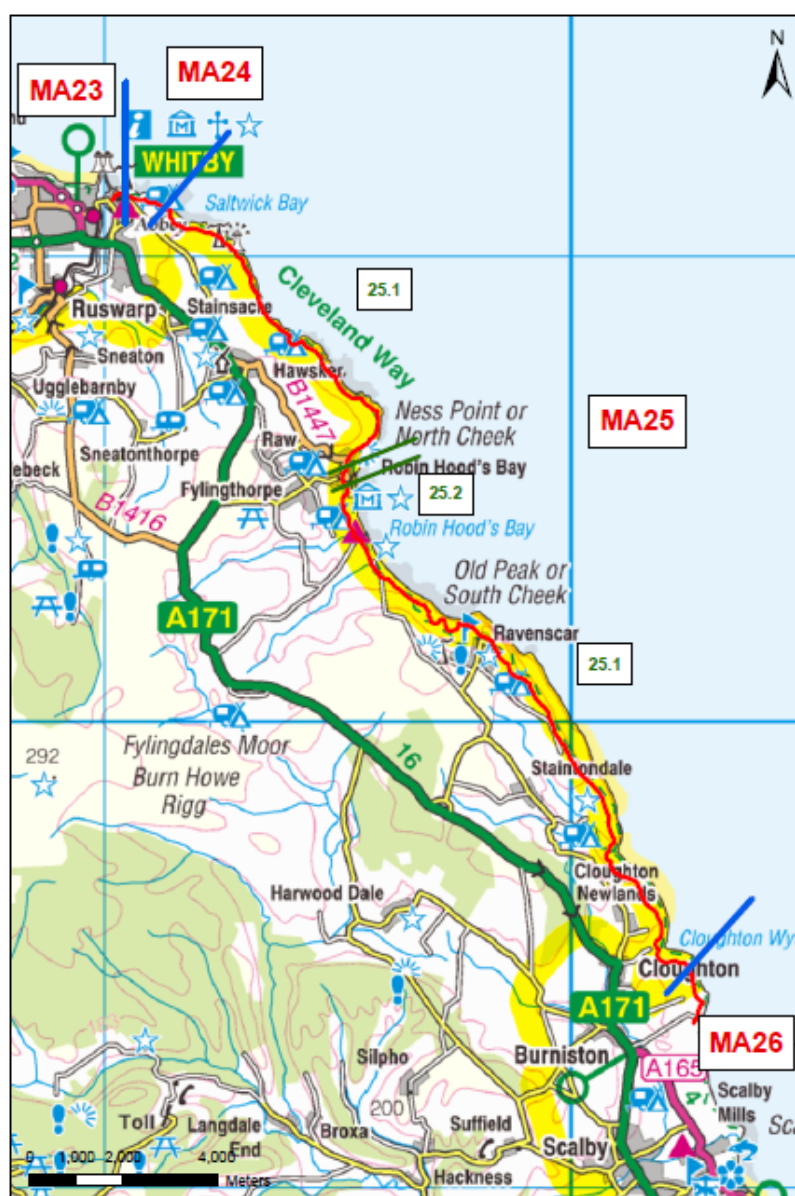 MA23
MA24
N
WHITBY
Abbey
Saltwick Bay
25.1
Cleveland Way
Ruswarp
Stainsacre
Sneaton
Hawsker
Ugglebarnby
B1447
Ness Point or
North Cheek
MA25
Raw
Robin Hood's Bay
Sneatonthorpe
Fylingthorpe
25.2
B1416
Robin Hood's Bay
Old Peak or
South Cheek
A171
Ravenscar
25.1
Fylingdales Moor
292
Burn Howe
Rigg
16
Staintondale
Harwood Dale
Cloughton
Newlands
Cloughton Wy
Cloughton
A171
MA26
Burniston
A165
Silpho
200
Scalby
Mills
Toll
Langdale
End
Broxa
Suffield
Scalby
Hackness
0 1,000 2,000 4,000
Meters